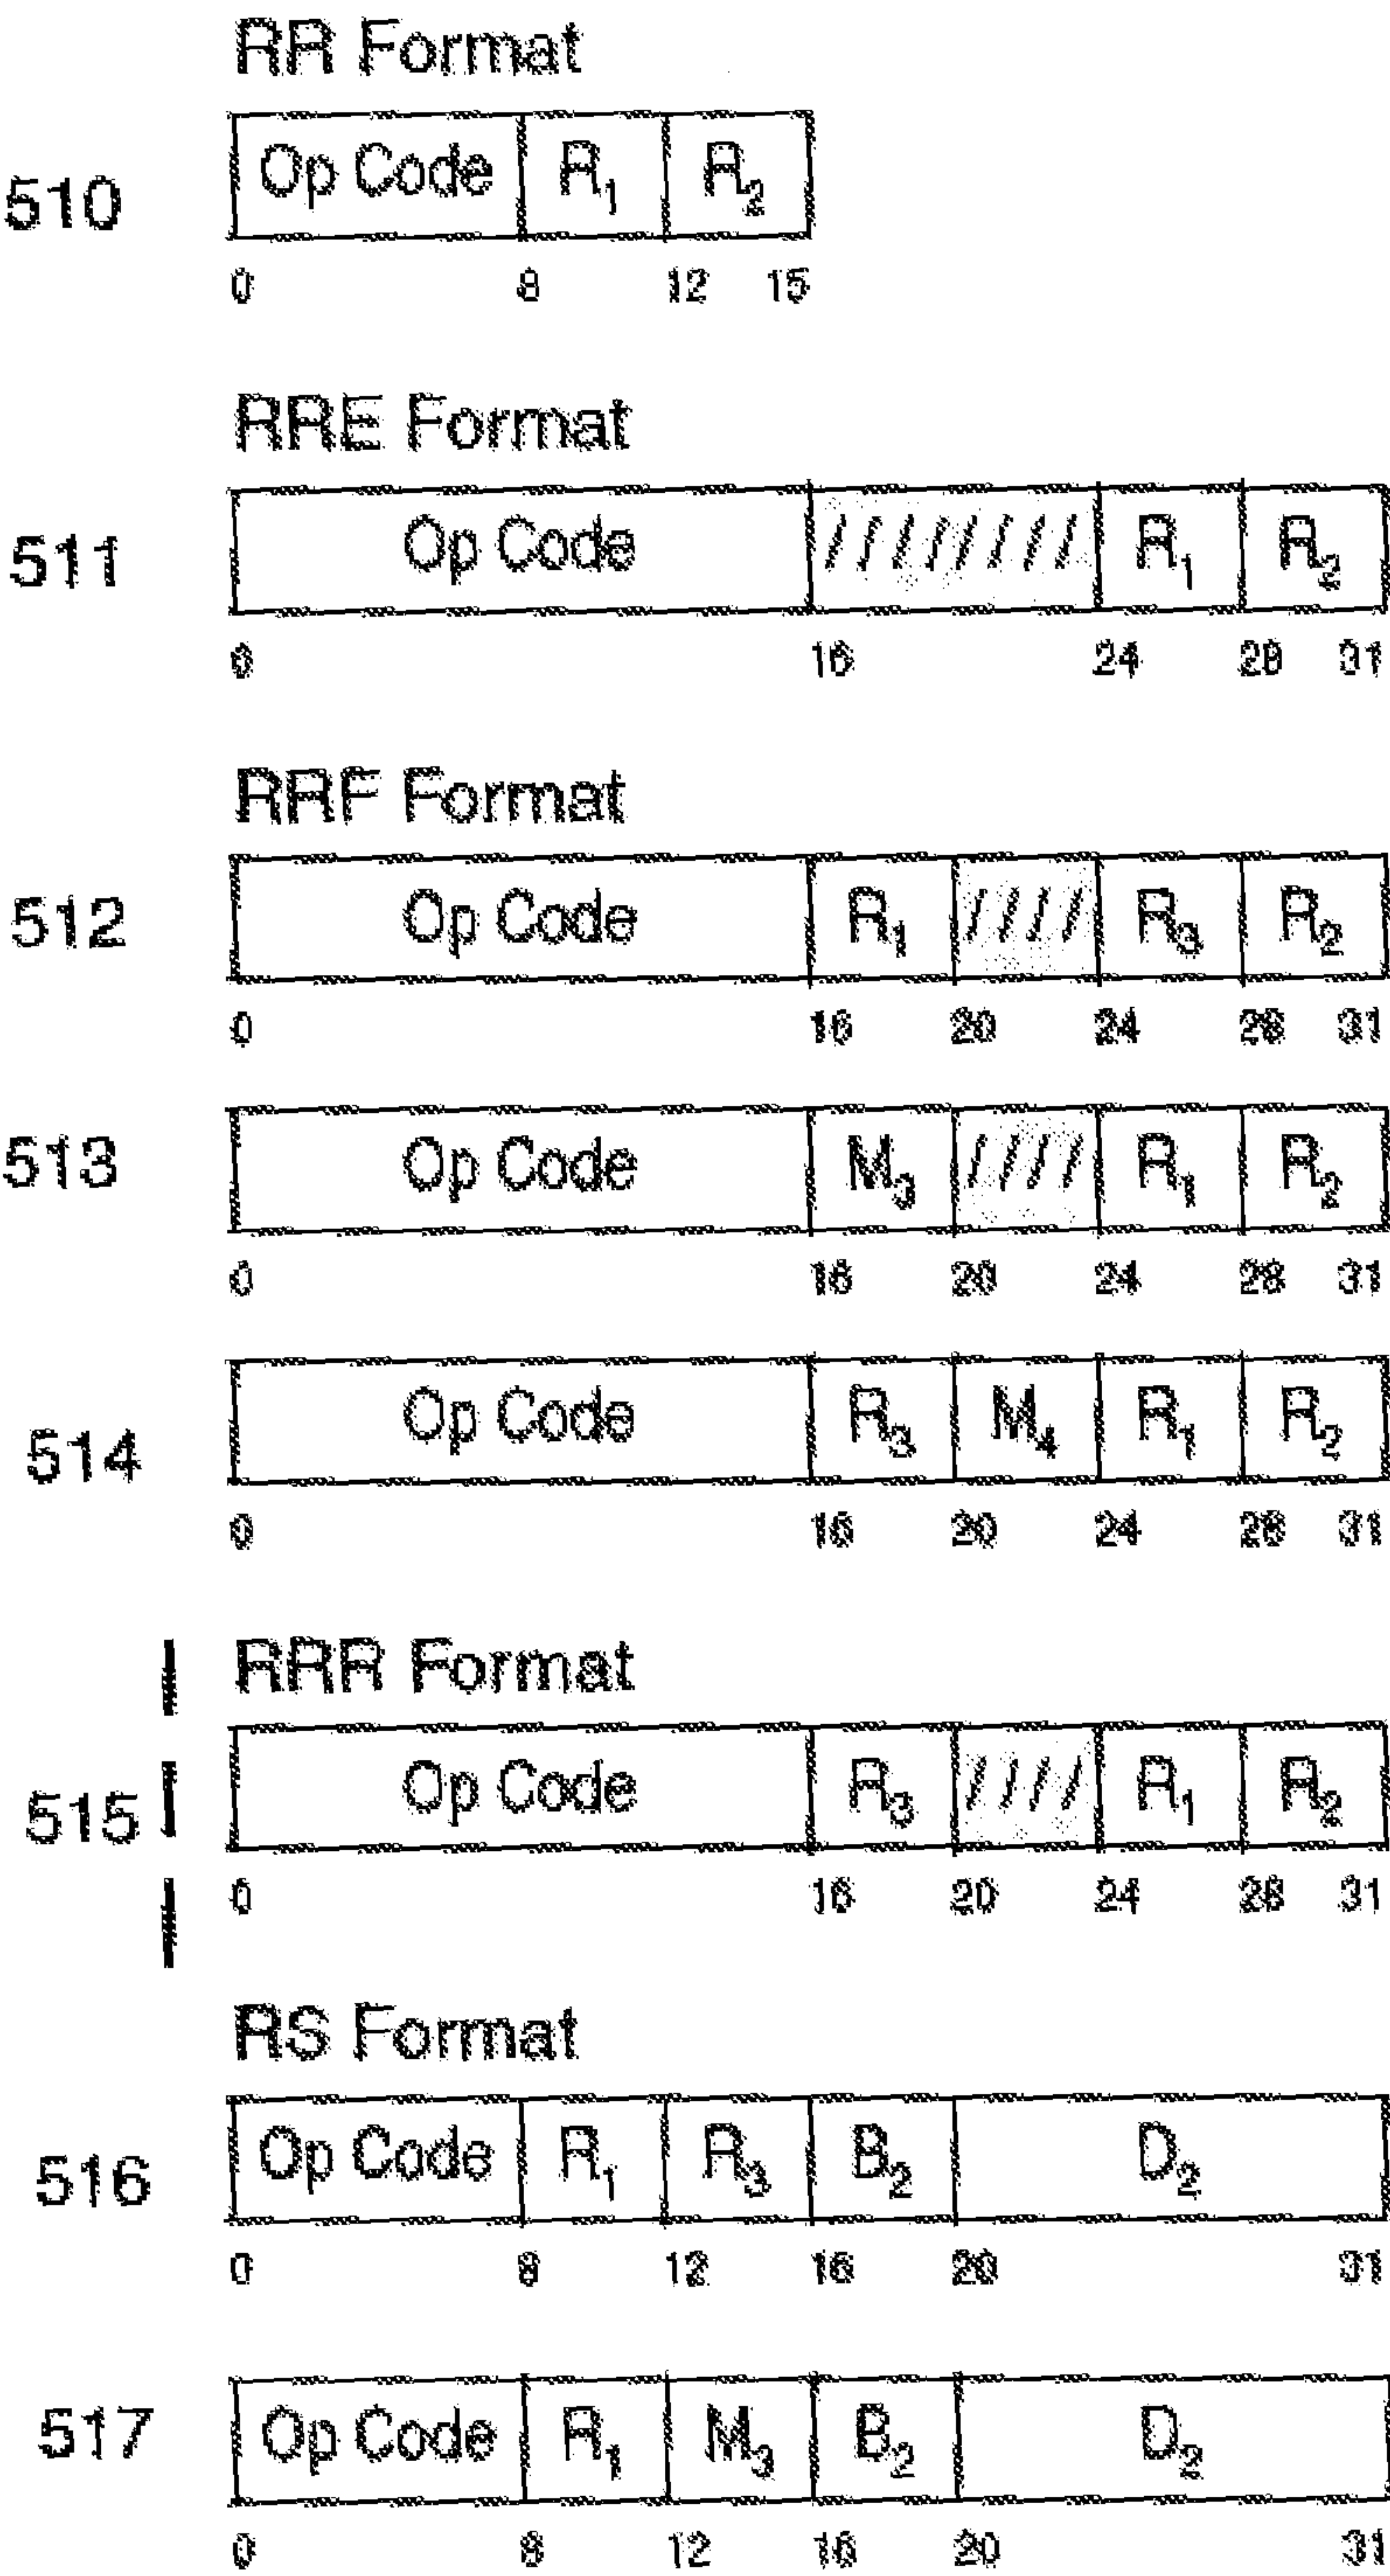 RR Format
510 Op Code R1 R2
0 8 12 15
RRE Format
511 Op Code / / / / / / / / R1 R2
0 16 24 28 31
RRF Format
512 Op Code R1 / / / / R3 R2
0 16 20 24 28 31
513 Op Code M3 / / / / R1 R2
0 16 20 24 28 31
514 Op Code R3 M4 R1 R2
0 16 20 24 28 31
RRR Format
515 Op Code R3 / / / / R1 R2
0 16 20 24 28 31
RS Format
516 Op Code R1 R3 B2 D2
0 8 12 16 20 31
517 Op Code R1 M3 B2 D2
0 8 12 16 20 31